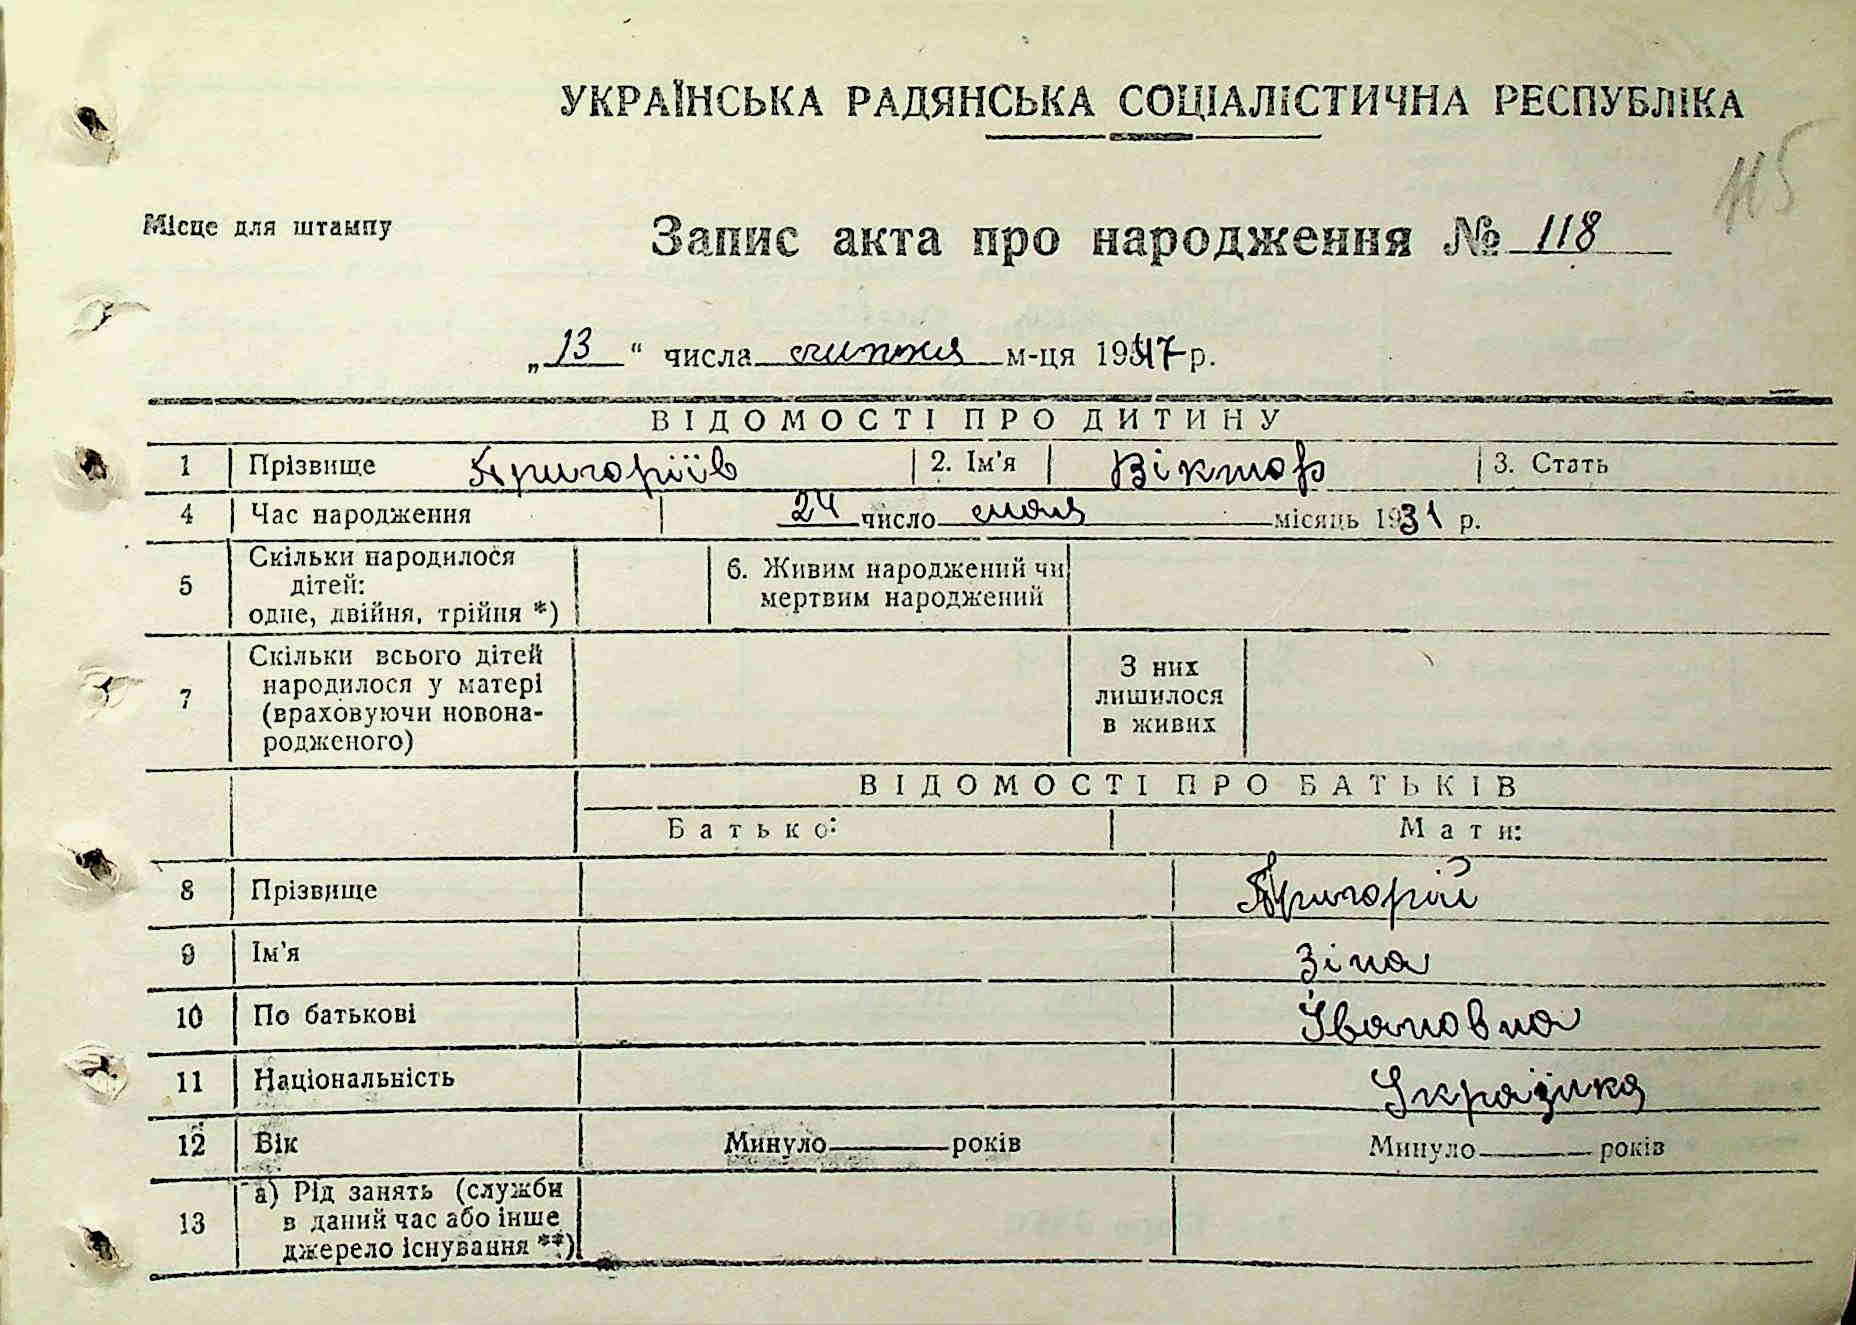 УКРАЇНСЬКА РАДЯНСЬКА СОЦІАЛІСТИЧНА РЕСПУБЛІКА
115
Місце для штампу
Запис акта про народження № 118
„ 13 “ числа липня м-ця 1947 р.
ВІДОМОСТІ ПРО ДИТИНУ
1 Прізвище Григоріїв 2. Ім'я Віктор 3. Стать
4 Час народження 24 число мая місяць 1931 р.
5 Скільки народилося дітей: одне, двійня, трійня *) 6. Живим народжений чи мертвим народжений
7 Скільки всього дітей народилося у матері (враховуючи новонародженого) З них лишилося в живих
ВІДОМОСТІ ПРО БАТЬКІВ
Батько: Мати:
8 Прізвище Григорій
9 Ім'я Зіна
10 По батькові Івановна
11 Національність Українка
12 Вік Минуло років Минуло років
13 а) Рід занять (служби в даний час або інше джерело існування **)